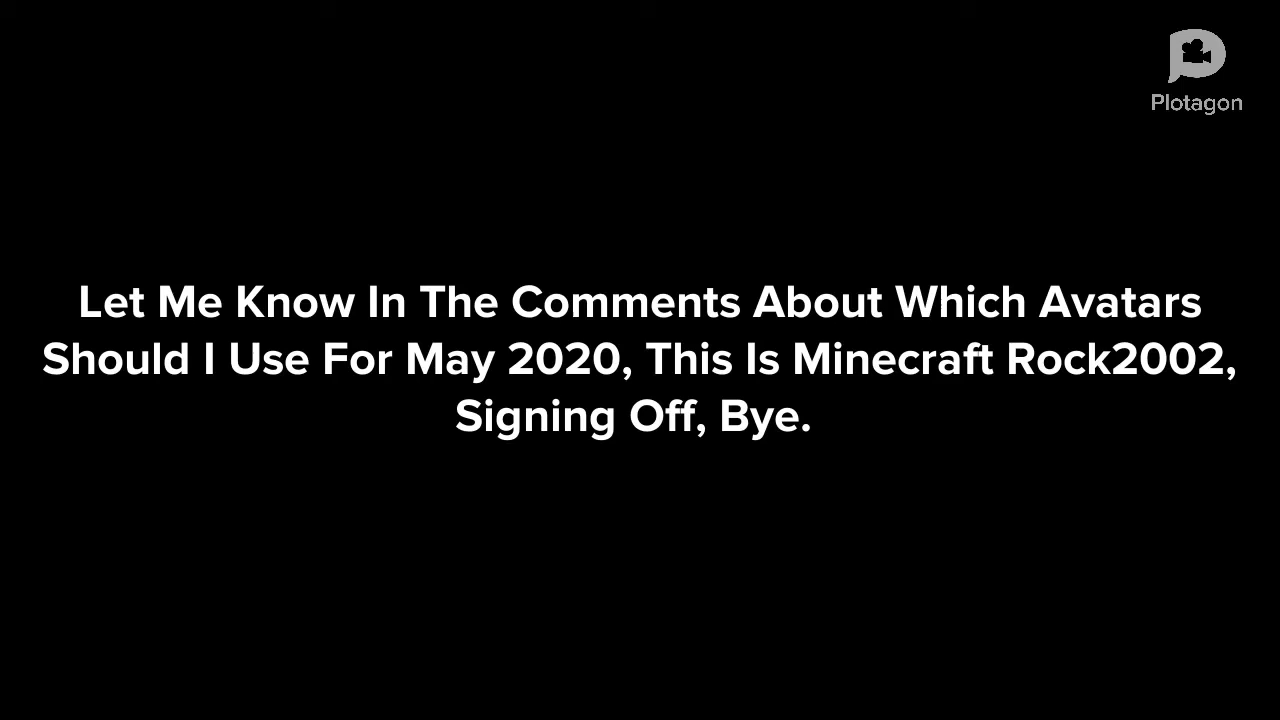 Plotagon
Let Me Know In The Comments About Which Avatars
Should I Use For May 2020, This Is Minecraft Rock2002,
Signing Off, Bye.